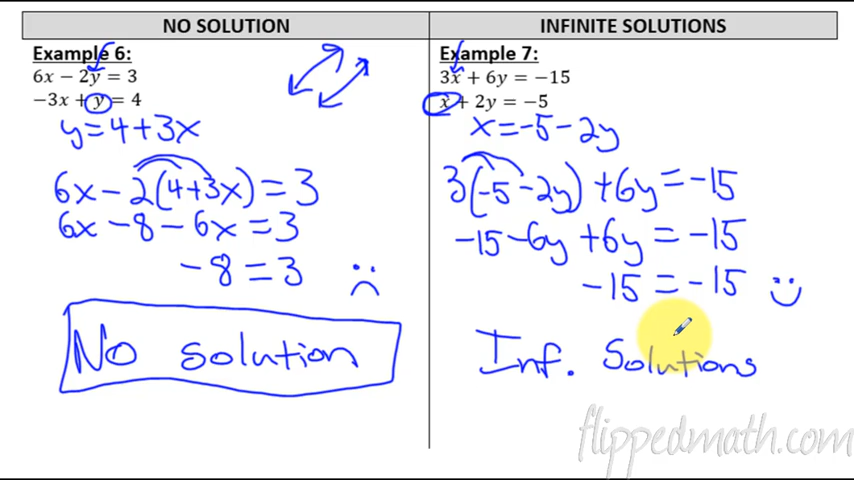 NO SOLUTION
Example 6:
6x − 2y = 3
−3x + y = 4
y = 4 + 3x
6x − 2(4 + 3x) = 3
6x − 8 − 6x = 3
−8 = 3
No solution
INFINITE SOLUTIONS
Example 7:
3x + 6y = −15
x + 2y = −5
x = −5 − 2y
3(−5 − 2y) + 6y = −15
−15 − 6y + 6y = −15
−15 = −15
Inf. Solutions
flippedmath.com